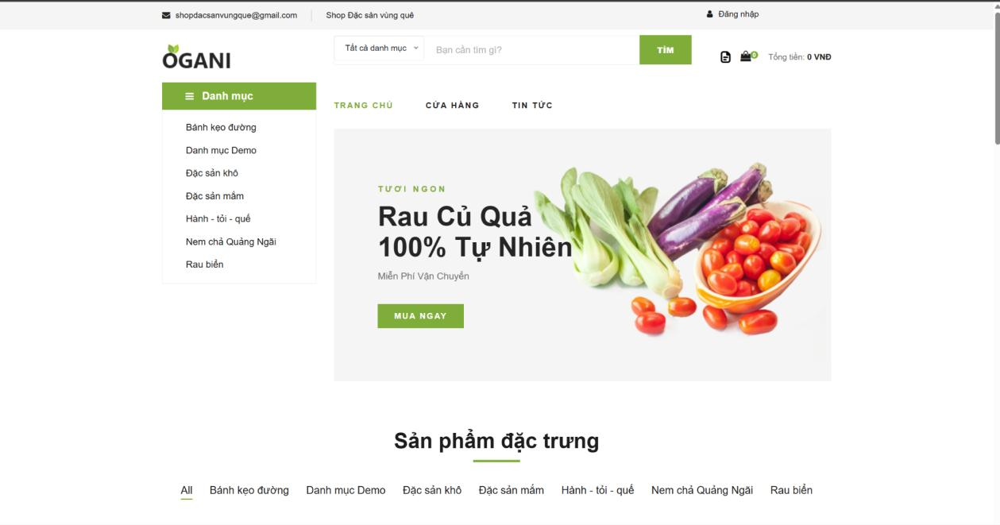 shopdacsanvungque@gmail.com
Shop Đặc sản vùng quê
Đăng nhập
OGANI
Tất cả danh mục
Bạn cần tìm gì?
TÌM
0
Tổng tiền: 0 VNĐ
Danh mục
TRANG CHỦ
CỬA HÀNG
TIN TỨC
Bánh kẹo đường
Danh mục Demo
Đặc sản khô
Đặc sản mắm
Hành - tỏi - quế
Nem chả Quảng Ngãi
Rau biển
TƯƠI NGON
Rau Củ Quả
100% Tự Nhiên
Miễn Phí Vận Chuyển
MUA NGAY
Sản phẩm đặc trưng
All
Bánh kẹo đường
Danh mục Demo
Đặc sản khô
Đặc sản mắm
Hành - tỏi - quế
Nem chả Quảng Ngãi
Rau biển